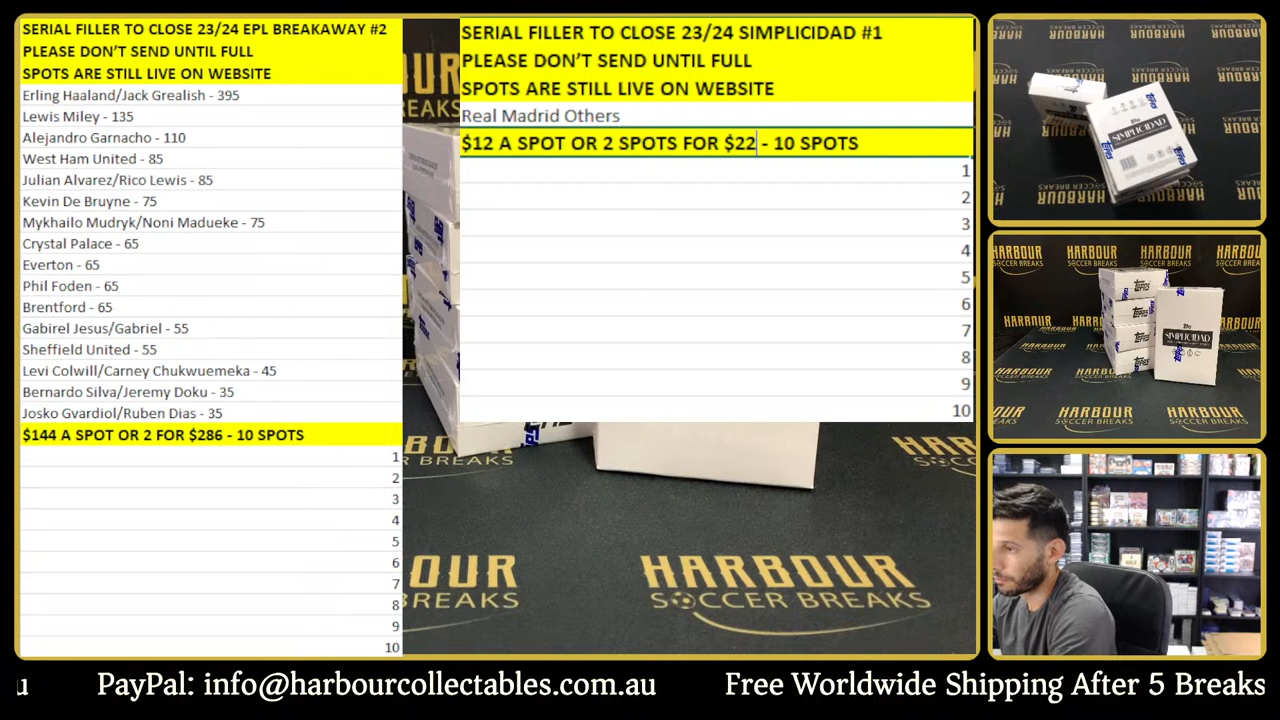 SERIAL FILLER TO CLOSE 23/24 EPL BREAKAWAY #2
PLEASE DON'T SEND UNTIL FULL
SPOTS ARE STILL LIVE ON WEBSITE
Erling Haaland/Jack Grealish - 395
Lewis Miley - 135
Alejandro Garnacho - 110
West Ham United - 85
Julian Alvarez/Rico Lewis - 85
Kevin De Bruyne - 75
Mykhailo Mudryk/Noni Madueke - 75
Crystal Palace - 65
Everton - 65
Phil Foden - 65
Brentford - 65
Gabirel Jesus/Gabriel - 55
Sheffield United - 55
Levi Colwill/Carney Chukwuemeka - 45
Bernardo Silva/Jeremy Doku - 35
Josko Gvardiol/Ruben Dias - 35
$144 A SPOT OR 2 FOR $286 - 10 SPOTS
1
2
3
4
5
6
7
8
9
10
SERIAL FILLER TO CLOSE 23/24 SIMPLICIDAD #1
PLEASE DON'T SEND UNTIL FULL
SPOTS ARE STILL LIVE ON WEBSITE
Real Madrid Others
$12 A SPOT OR 2 SPOTS FOR $22 - 10 SPOTS
1
2
3
4
5
6
7
8
9
10
HARBOUR
SOCCER BREAKS
SIMPLICIDAD
HARBOUR
SOCCER BREAKS
SIMPLICIDAD
u PayPal: info@harbourcollectables.com.au Free Worldwide Shipping After 5 Breaks